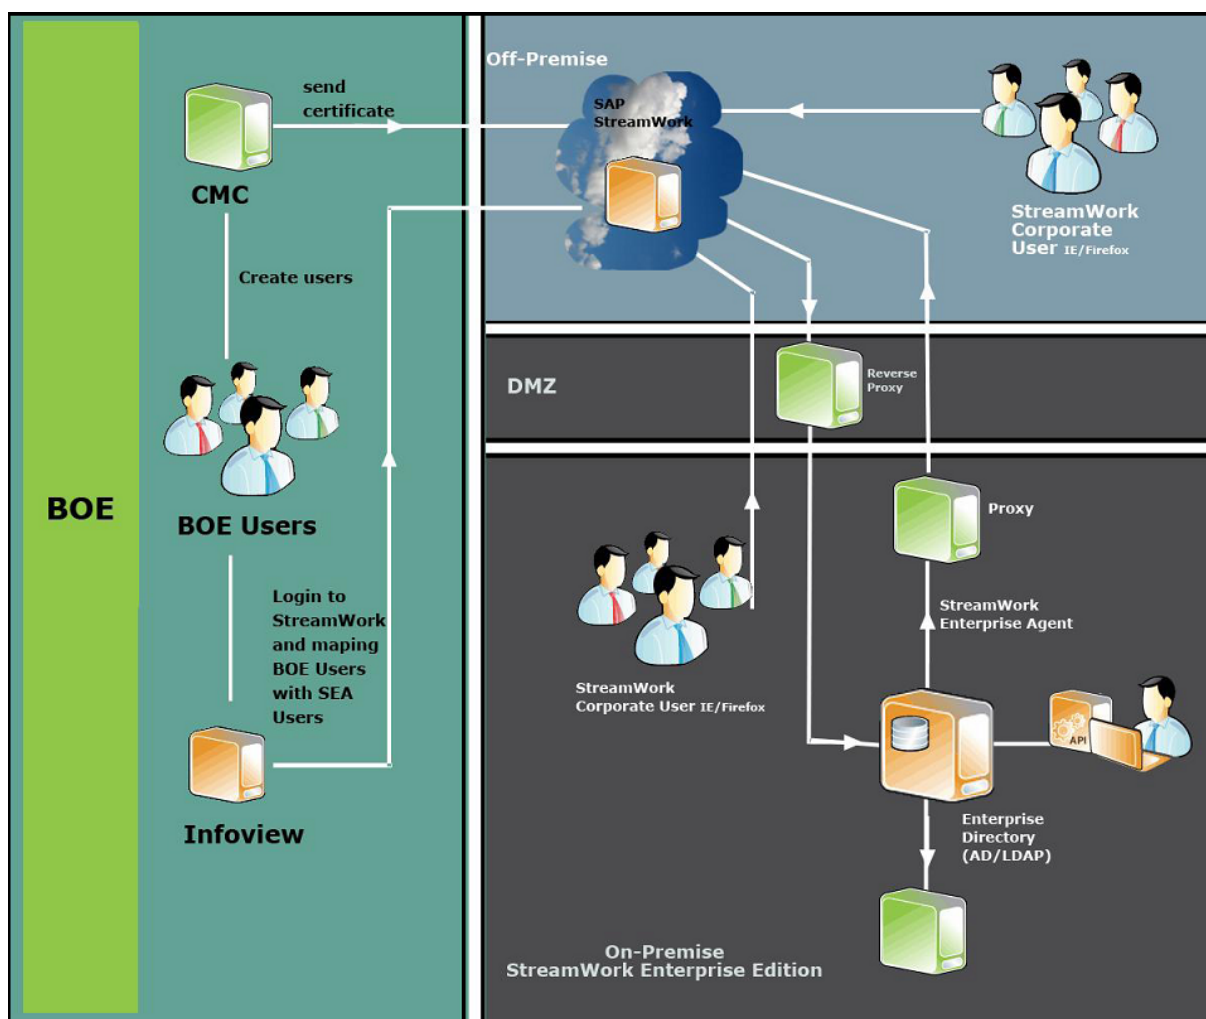 BOE
send
certificate
CMC
Create users
BOE Users
Login to
StreamWork
and maping
BOE Users
with SEA
Users
Infoview
Off-Premise
SAP
StreamWork
StreamWork
Corporate
User IE/Firefox
DMZ
Reverse
Proxy
Proxy
StreamWork
Enterprise Agent
StreamWork
Corporate User IE/Firefox
API
Enterprise
Directory
(AD/LDAP)
On-Premise
StreamWork Enterprise Edition